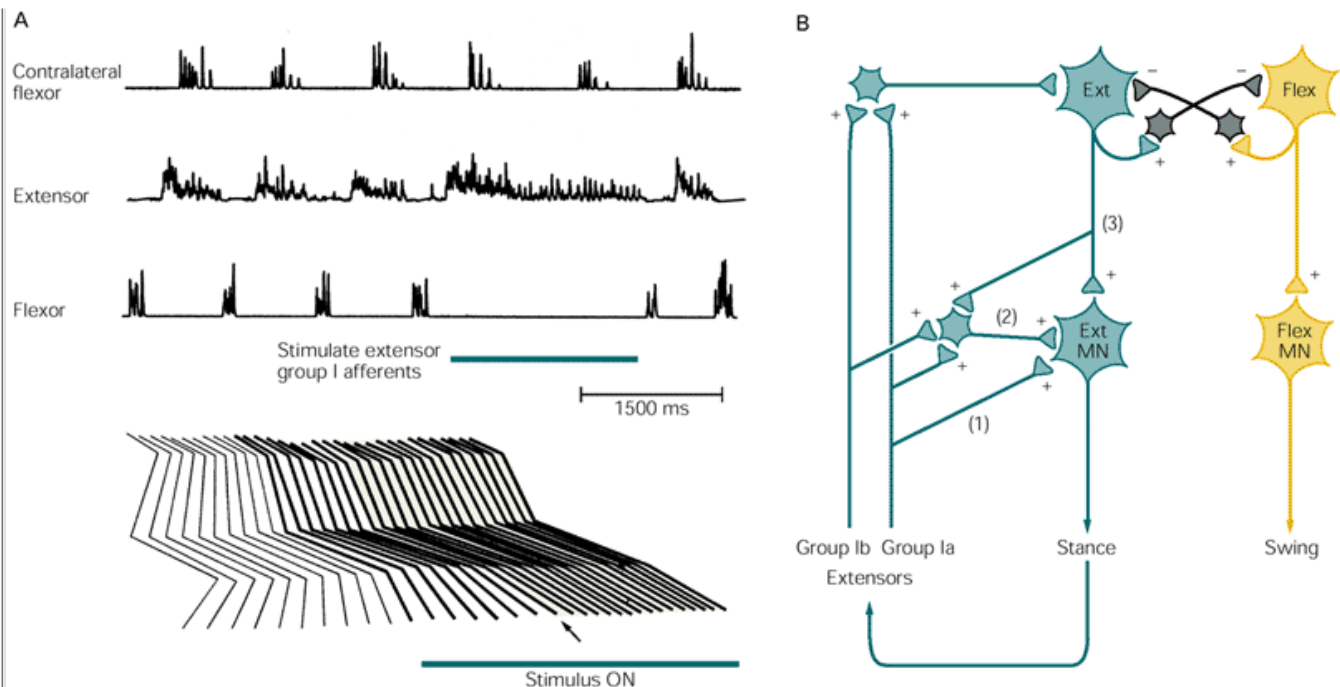 A
Contralateral
flexor
Extensor
Flexor
Stimulate extensor
group I afferents
1500 ms
Stimulus ON
B
Ext
Flex
−
−
+
+
+
+
(3)
+
+
+
+
(2)
+
Ext
MN
Flex
MN
+
+
(1)
Group Ib
Group Ia
Extensors
Stance
Swing